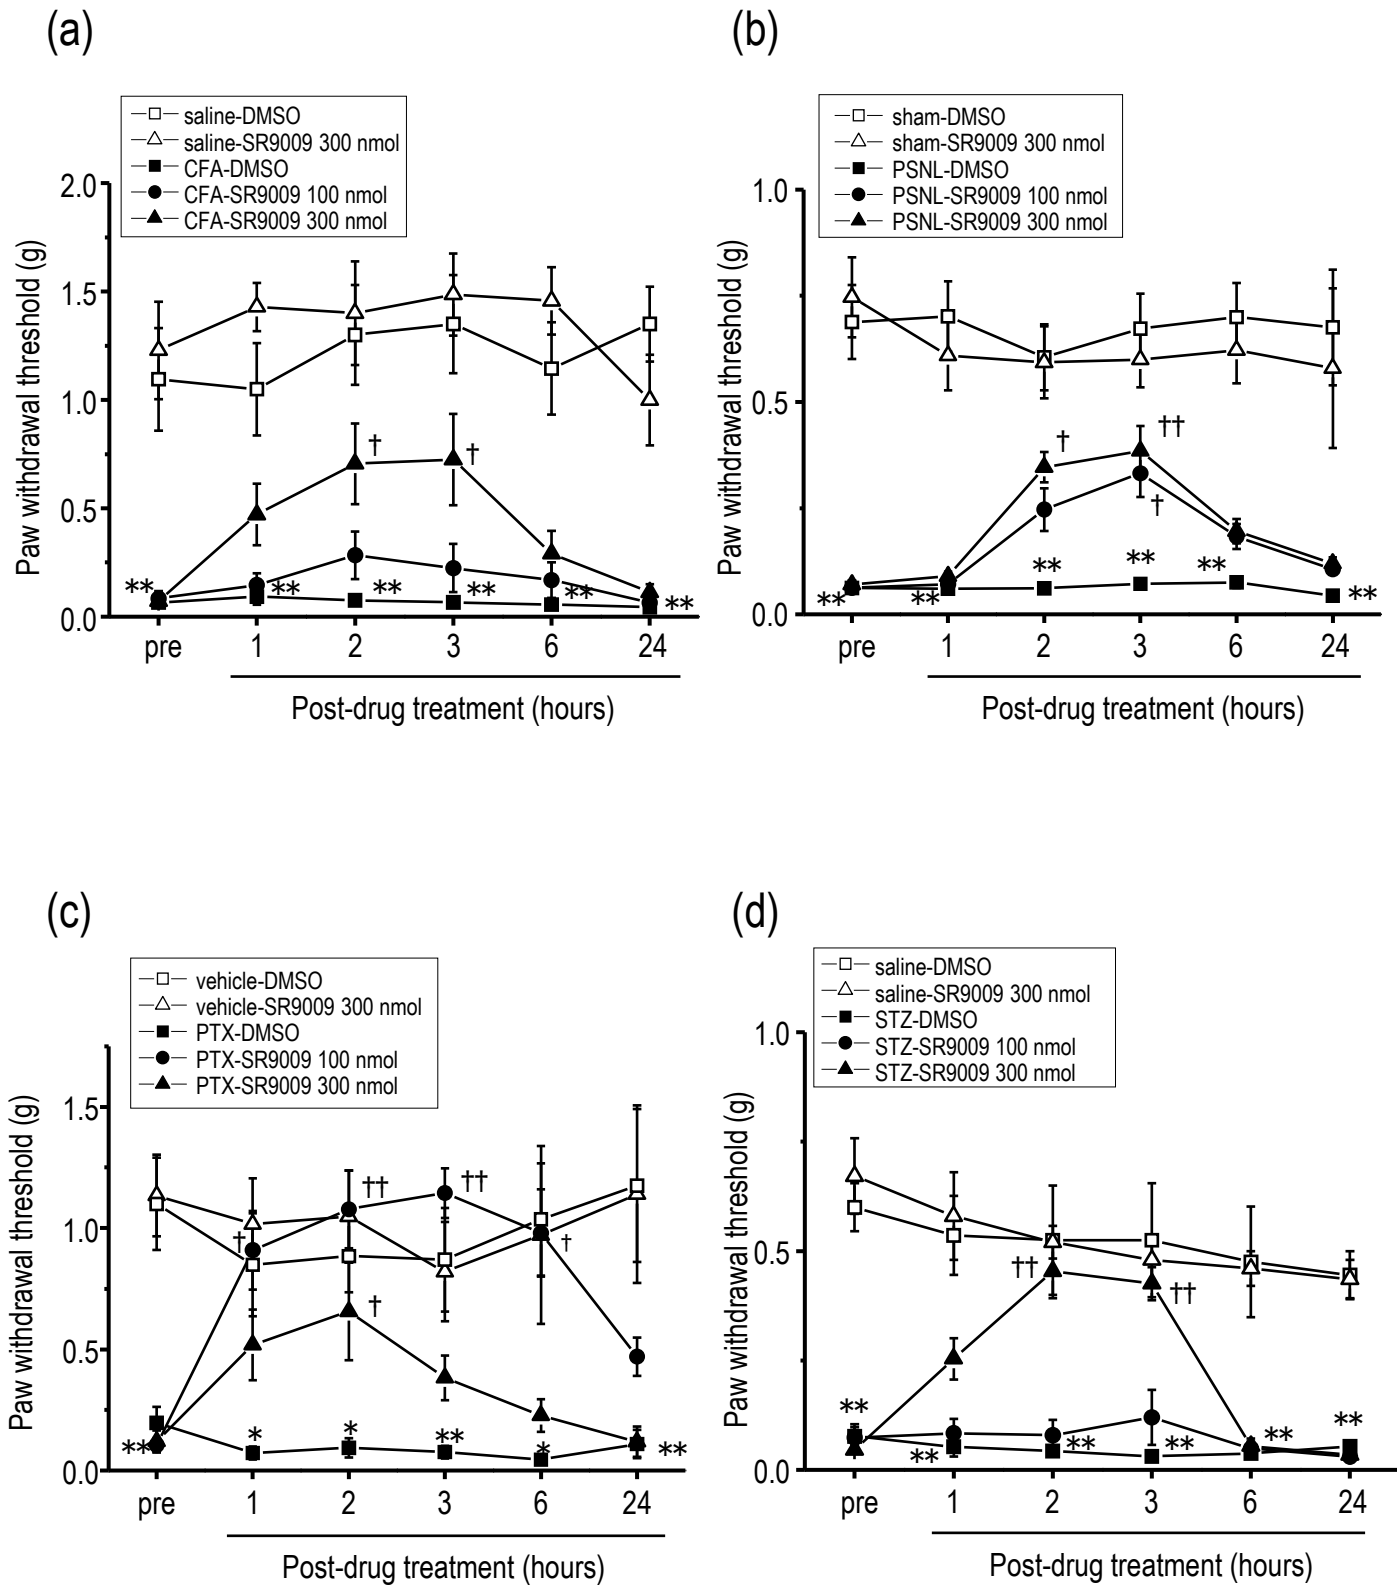 (a)
saline-DMSO
saline-SR9009 300 nmol
CFA-DMSO
CFA-SR9009 100 nmol
CFA-SR9009 300 nmol
Paw withdrawal threshold (g)
2.0
1.5
1.0
0.5
0.0
† †
** ** ** ** ** **
pre 1 2 3 6 24
Post-drug treatment (hours)
(b)
sham-DMSO
sham-SR9009 300 nmol
PSNL-DMSO
PSNL-SR9009 100 nmol
PSNL-SR9009 300 nmol
Paw withdrawal threshold (g)
1.0
0.5
0.0
† ††
†
** ** ** ** ** **
pre 1 2 3 6 24
Post-drug treatment (hours)
(c)
vehicle-DMSO
vehicle-SR9009 300 nmol
PTX-DMSO
PTX-SR9009 100 nmol
PTX-SR9009 300 nmol
Paw withdrawal threshold (g)
1.5
1.0
0.5
0.0
† †† †† †
†
** * * ** * **
pre 1 2 3 6 24
Post-drug treatment (hours)
(d)
saline-DMSO
saline-SR9009 300 nmol
STZ-DMSO
STZ-SR9009 100 nmol
STZ-SR9009 300 nmol
Paw withdrawal threshold (g)
1.0
0.5
0.0
†† ††
** ** ** ** ** **
pre 1 2 3 6 24
Post-drug treatment (hours)